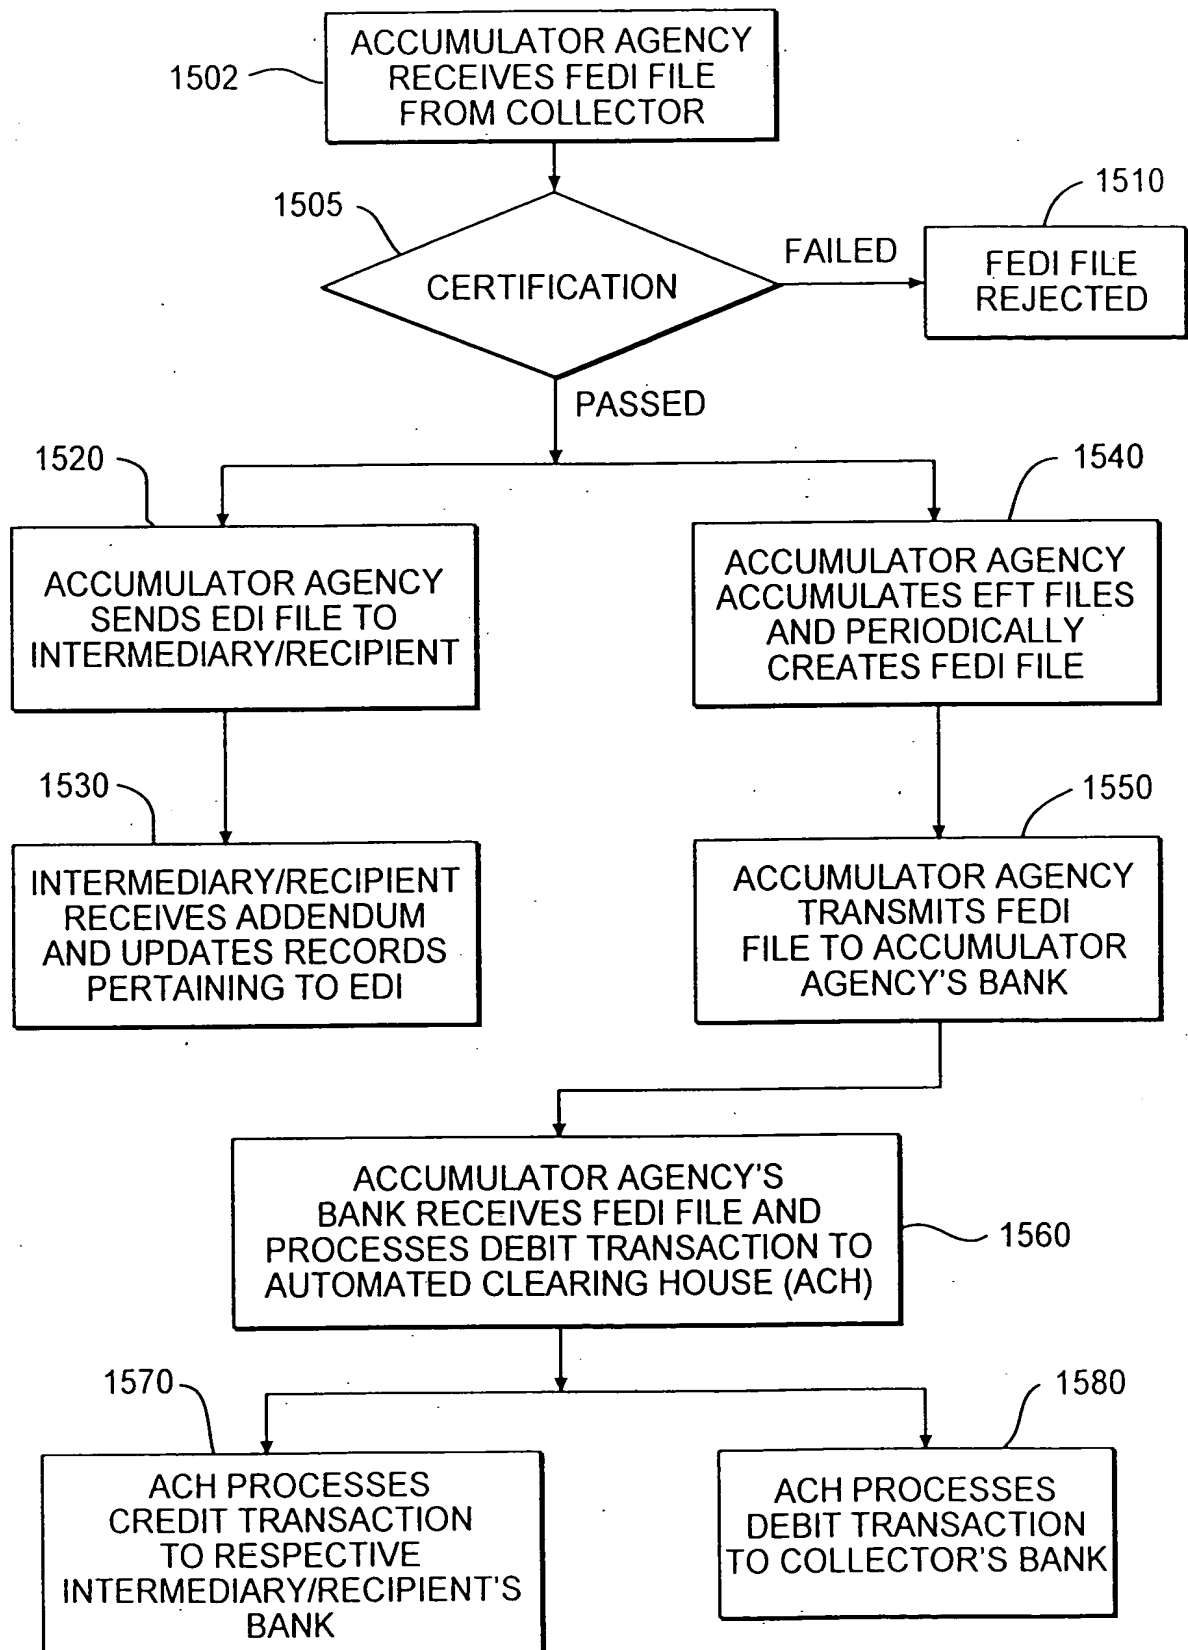 ACCUMULATOR AGENCY
RECEIVES FEDI FILE
FROM COLLECTOR
1502
1505
CERTIFICATION
FAILED
1510
FEDI FILE
REJECTED
PASSED
1520
ACCUMULATOR AGENCY
SENDS EDI FILE TO
INTERMEDIARY/RECIPIENT
1540
ACCUMULATOR AGENCY
ACCUMULATES EFT FILES
AND PERIODICALLY
CREATES FEDI FILE
1530
INTERMEDIARY/RECIPIENT
RECEIVES ADDENDUM
AND UPDATES RECORDS
PERTAINING TO EDI
1550
ACCUMULATOR AGENCY
TRANSMITS FEDI
FILE TO ACCUMULATOR
AGENCY'S BANK
ACCUMULATOR AGENCY'S
BANK RECEIVES FEDI FILE AND
PROCESSES DEBIT TRANSACTION TO
AUTOMATED CLEARING HOUSE (ACH)
1560
1570
ACH PROCESSES
CREDIT TRANSACTION
TO RESPECTIVE
INTERMEDIARY/RECIPIENT'S
BANK
1580
ACH PROCESSES
DEBIT TRANSACTION
TO COLLECTOR'S BANK